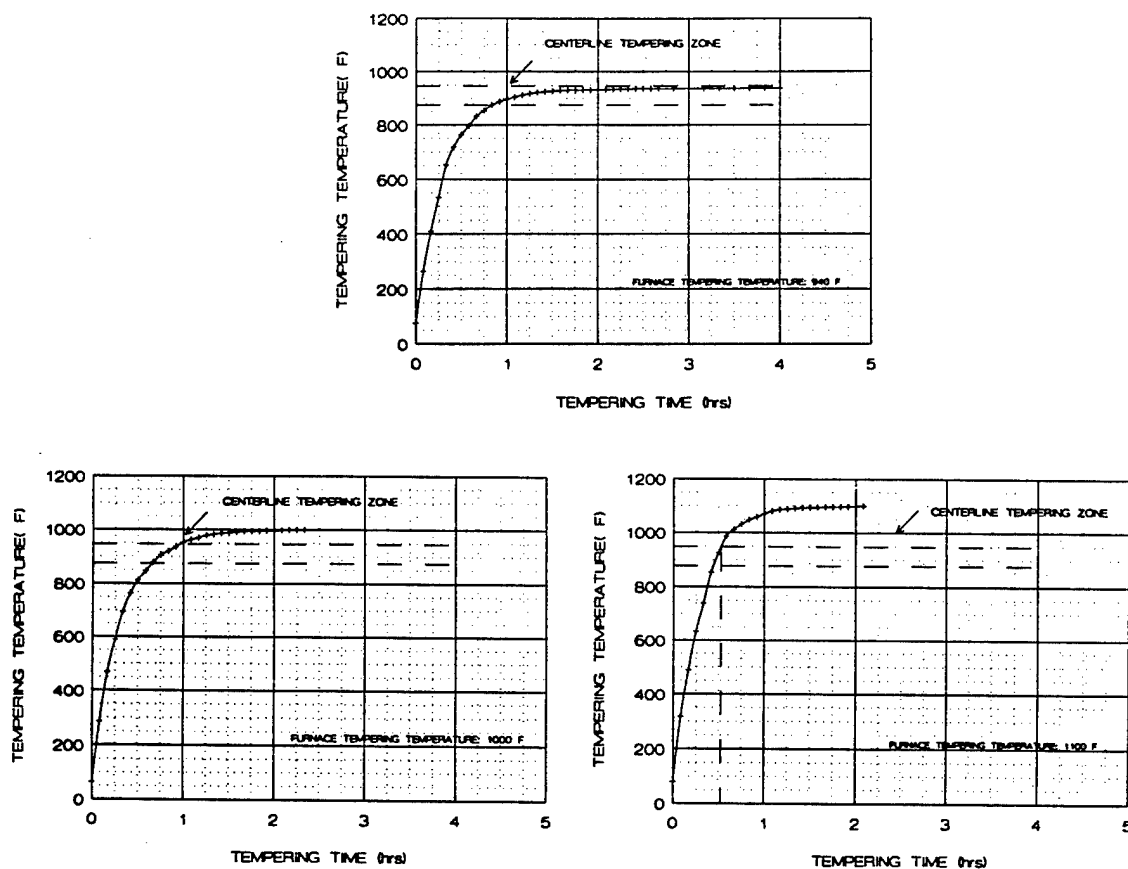 1200
CENTERLINE TEMPERING ZONE
1000
800
600
400
200
0
TEMPERING TEMPERATURE( F)
FURNACE TEMPERING TEMPERATURE: 940 F
0 1 2 3 4 5
TEMPERING TIME (hrs)
1200
CENTERLINE TEMPERING ZONE
1000
800
600
400
200
0
TEMPERING TEMPERATURE( F)
FURNACE TEMPERING TEMPERATURE: 1000 F
0 1 2 3 4 5
TEMPERING TIME (hrs)
1200
CENTERLINE TEMPERING ZONE
1000
800
600
400
200
0
TEMPERING TEMPERATURE( F)
FURNACE TEMPERING TEMPERATURE: 1100 F
0 1 2 3 4 5
TEMPERING TIME (hrs)